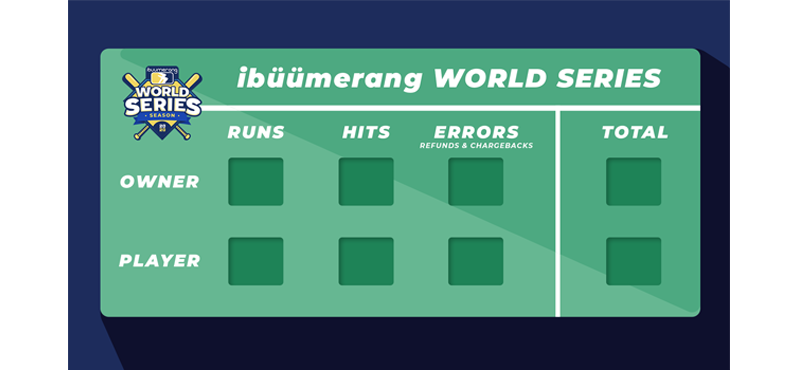 ibüümerang
WORLD
SERIES
SEASON
ibüümerang WORLD SERIES
RUNS HITS ERRORS TOTAL
REFUNDS & CHARGEBACKS
OWNER
PLAYER